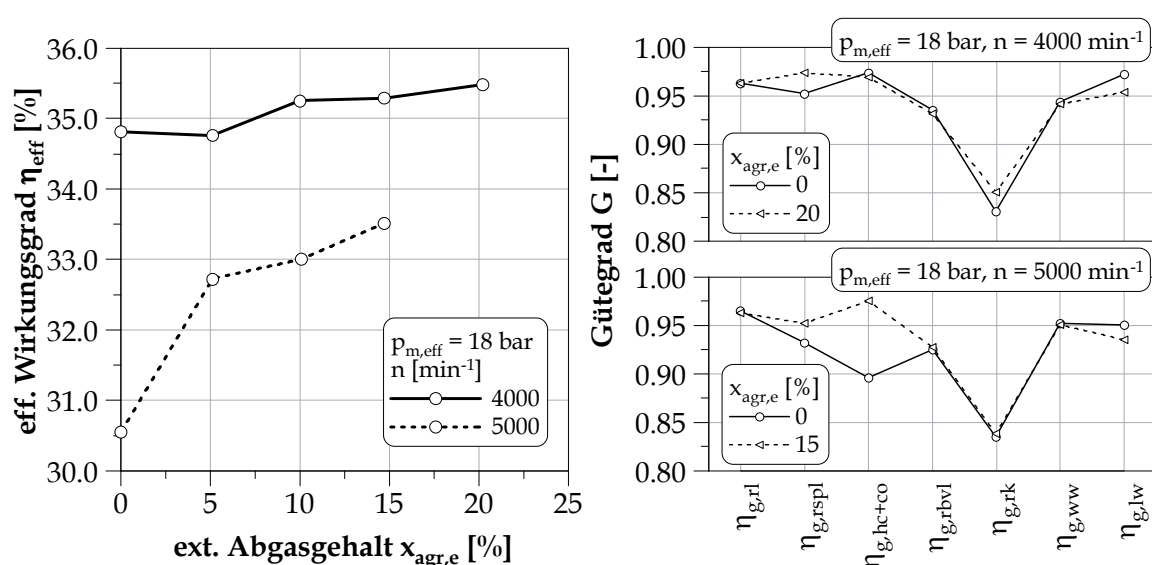 36.0
35.0
34.0
33.0
32.0
31.0
30.0
eff. Wirkungsgrad η_eff [%]
0 5 10 15 20 25
ext. Abgasgehalt x_agr,e [%]
p_m,eff = 18 bar
n [min⁻¹]
4000
5000
p_m,eff = 18 bar, n = 4000 min⁻¹
1.00
0.95
0.90
0.85
0.80
x_agr,e [%]
0
20
Gütegrad G [-]
p_m,eff = 18 bar, n = 5000 min⁻¹
1.00
0.95
0.90
0.85
0.80
x_agr,e [%]
0
15
η_g,rl
η_g,rspl
η_g,hc+co
η_g,rbvl
η_g,rk
η_g,ww
η_g,lw